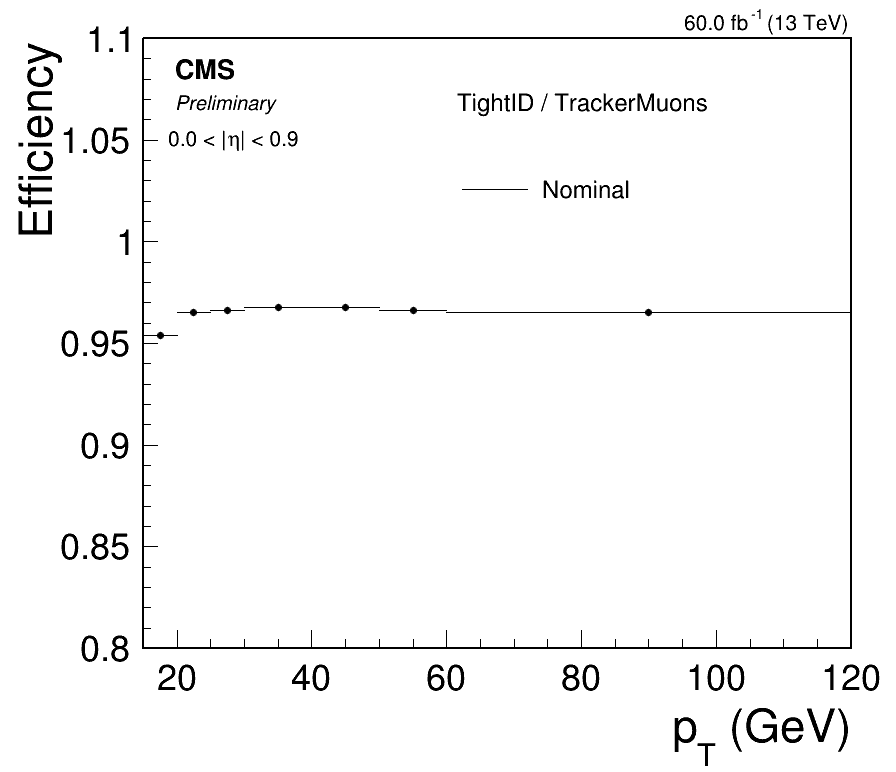 60.0 fb⁻¹ (13 TeV)
CMS
Preliminary
0.0 < |η| < 0.9
TightID / TrackerMuons
Nominal
Efficiency
1.1
1.05
1
0.95
0.9
0.85
0.8
20 40 60 80 100 120
p_T (GeV)